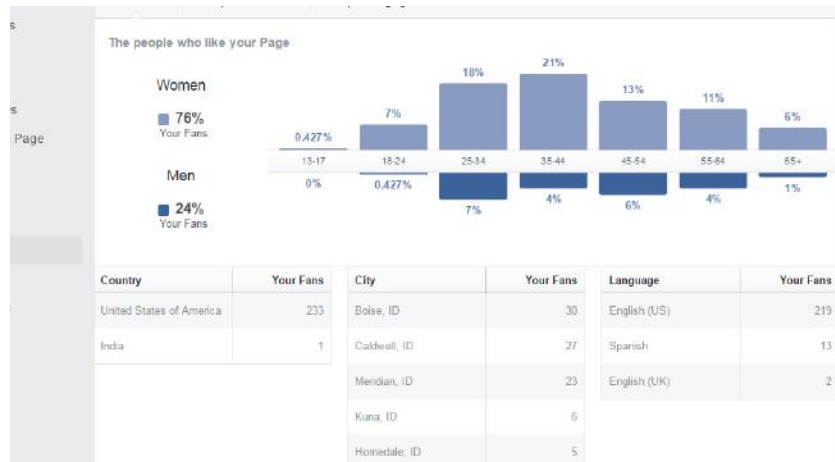 s
The people who like your Page
Women
76%
Your Fans
s
Page
Men
24%
Your Fans
0.427% 7% 18% 21% 13% 11% 6%
13-17 18-24 25-34 35-44 45-54 55-64 65+
0% 0.427% 7% 4% 6% 4% 1%
Country Your Fans
United States of America 233
India 1
City Your Fans
Boise, ID 30
Caldwell, ID 27
Meridian, ID 23
Kuna, ID 6
Homedale, ID 5
Language Your Fans
English (US) 219
Spanish 13
English (UK) 2